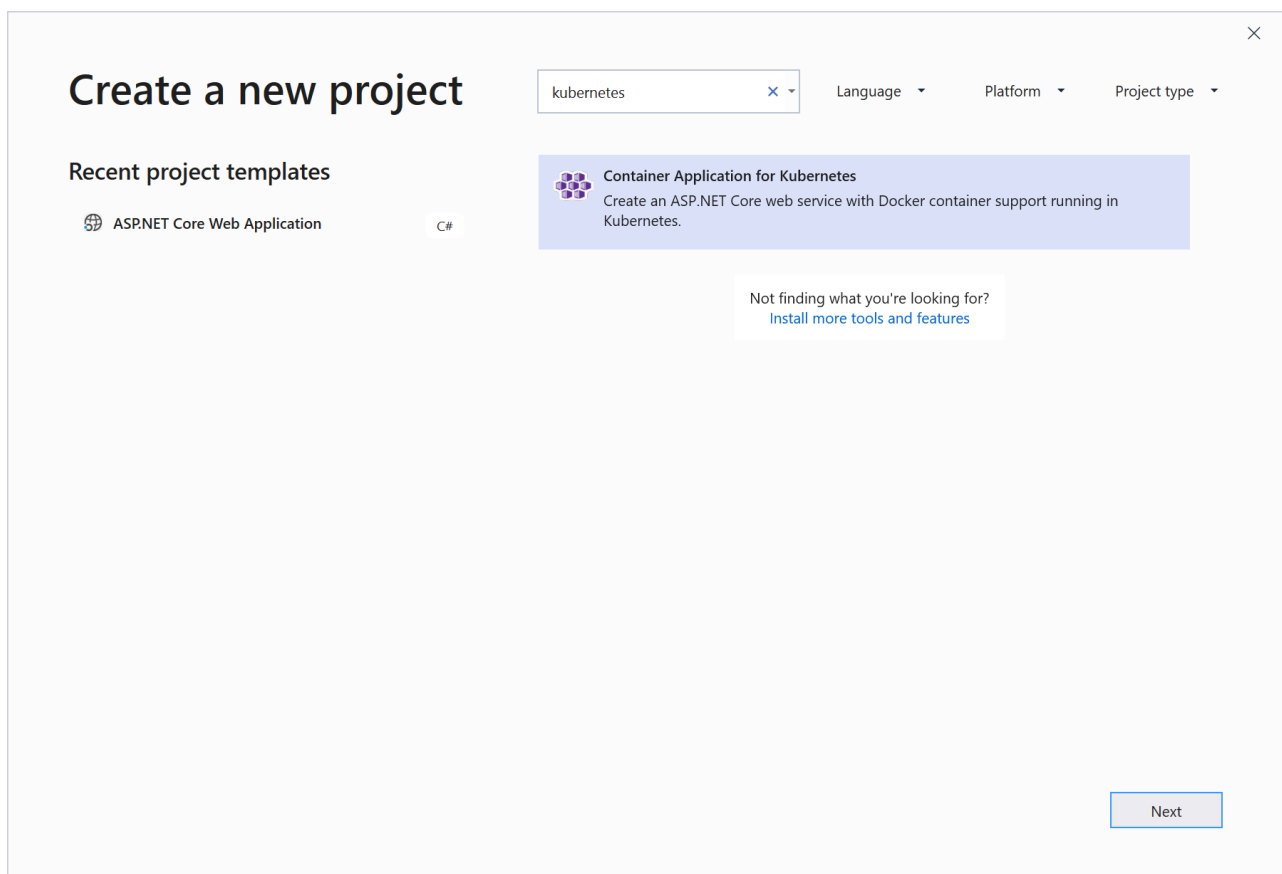 Create a new project
kubernetes
Language
Platform
Project type
Recent project templates
ASP.NET Core Web Application
C#
Container Application for Kubernetes
Create an ASP.NET Core web service with Docker container support running in
Kubernetes.
Not finding what you're looking for?
Install more tools and features
Next